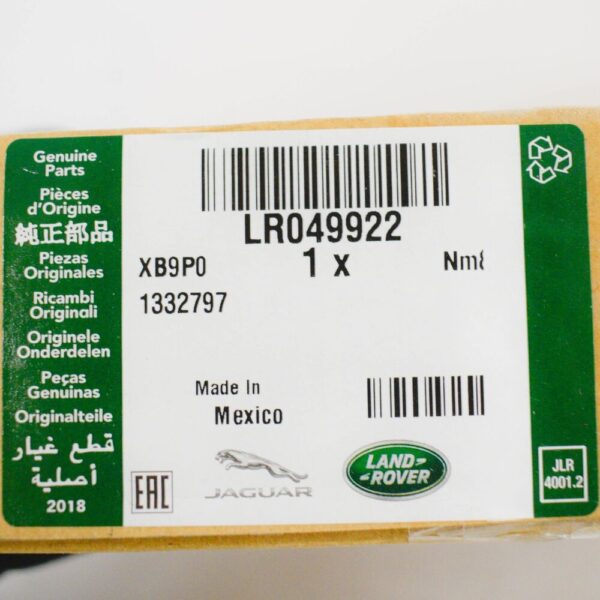 Genuine
Parts
Pièces
d'Origine
純正部品
Piezas
Originales
Ricambi
Originali
Originele
Onderdelen
Peças
Genuinas
Originalteile
قطع غيار
أصلية
2018
LR049922
XB9P0
1 x
1332797
Made In
Mexico
EAC
JAGUAR
LAND-
-ROVER
JLR
4001.2